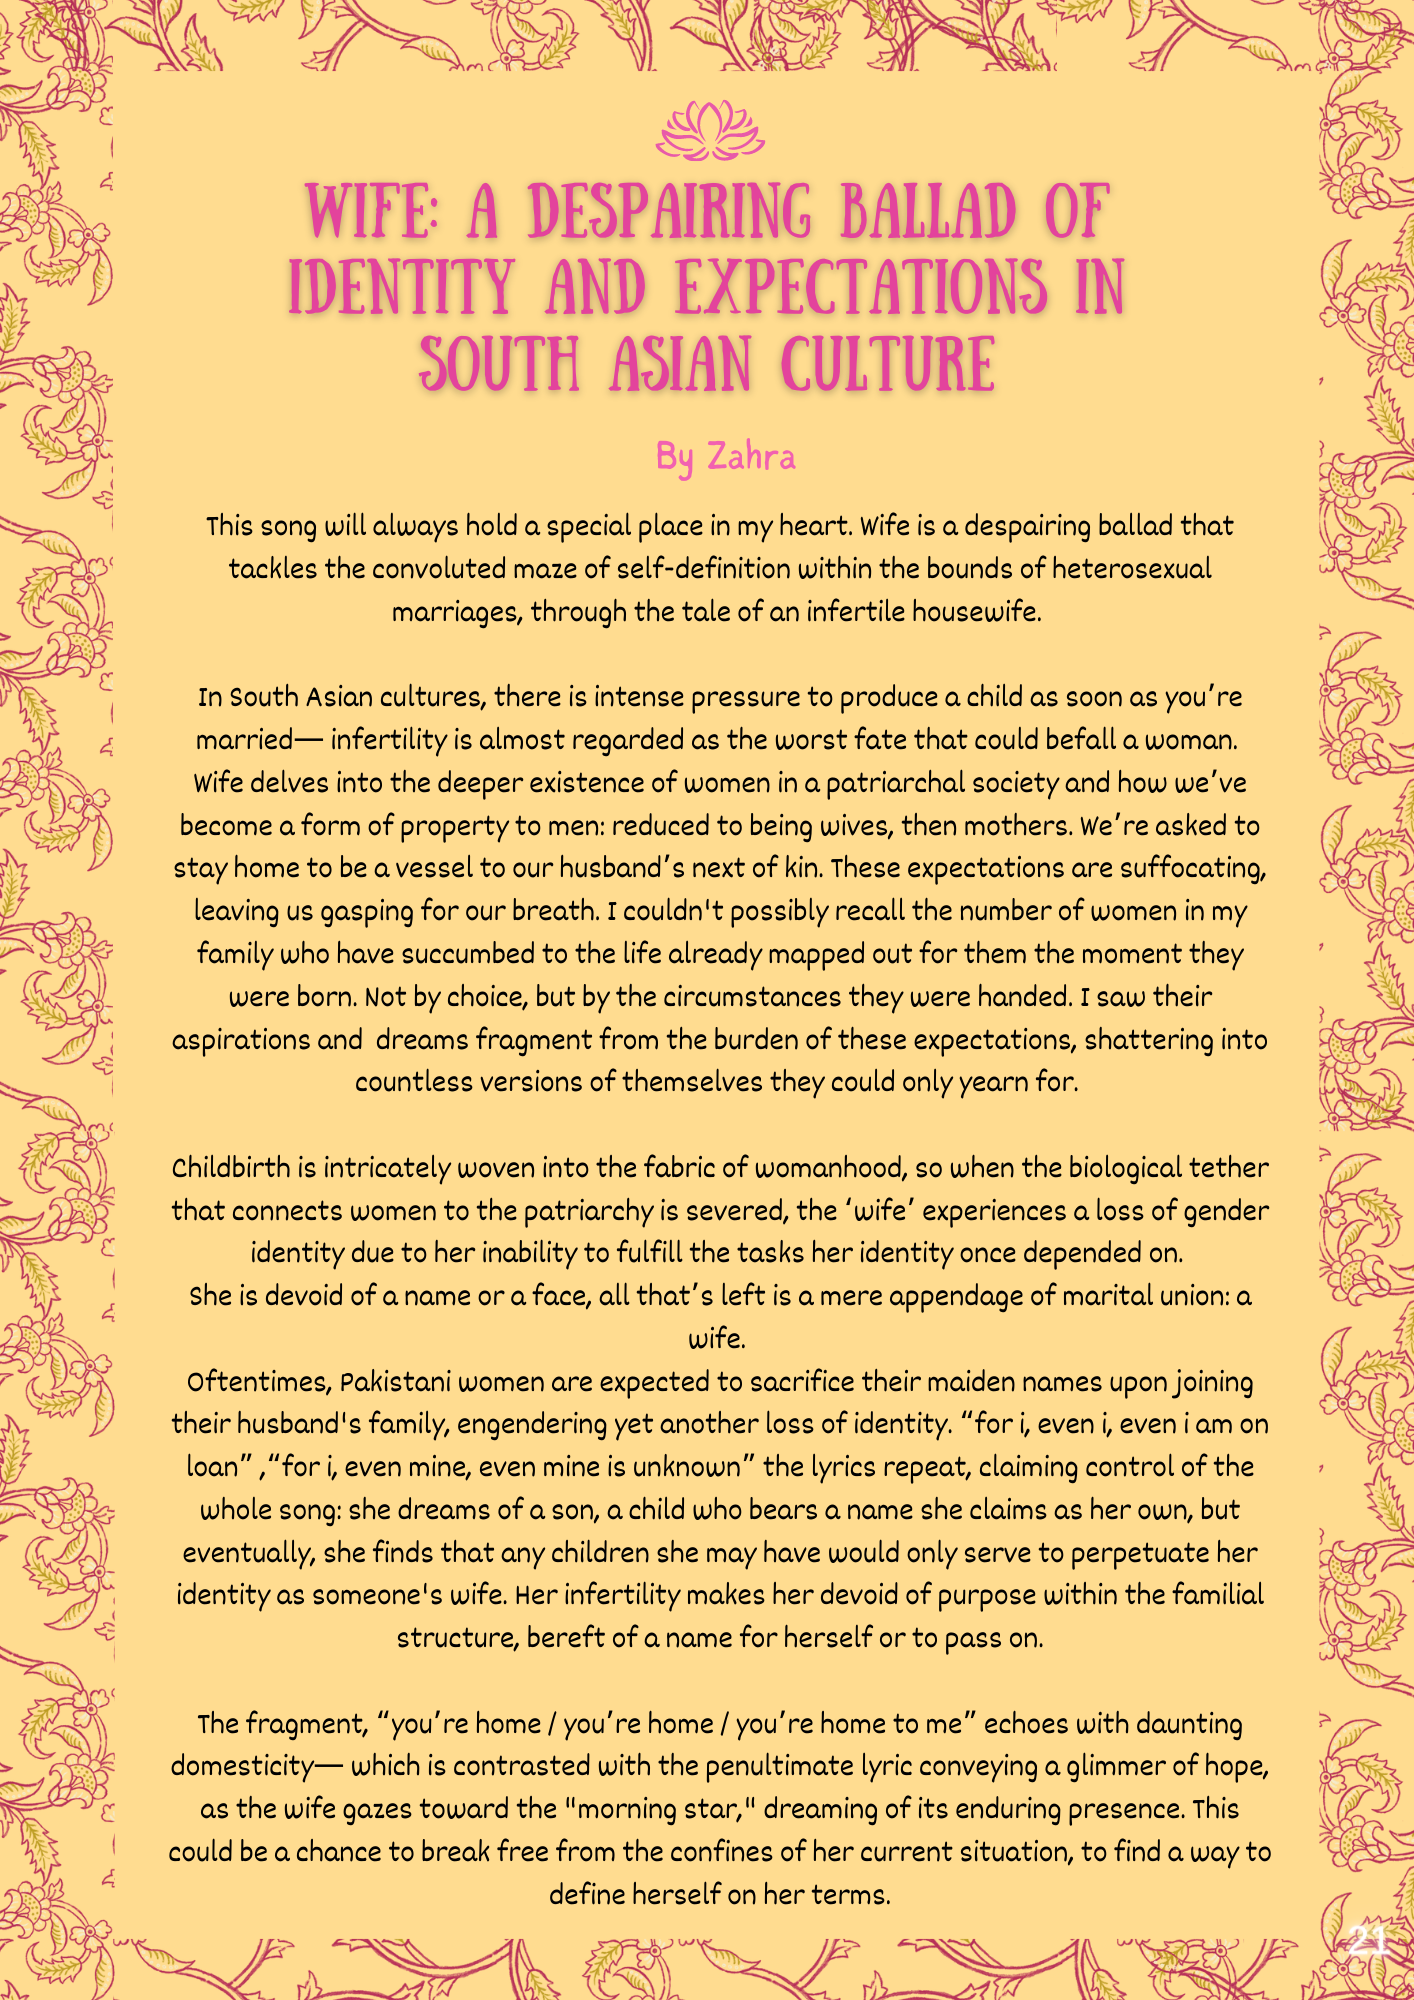 WIFE: A DESPAIRING BALLAD OF
IDENTITY AND EXPECTATIONS IN
SOUTH ASIAN CULTURE
By Zahra
This song will always hold a special place in my heart. Wife is a despairing ballad that
tackles the convoluted maze of self-definition within the bounds of heterosexual
marriages, through the tale of an infertile housewife.
In South Asian cultures, there is intense pressure to produce a child as soon as you’re
married— infertility is almost regarded as the worst fate that could befall a woman.
Wife delves into the deeper existence of women in a patriarchal society and how we’ve
become a form of property to men: reduced to being wives, then mothers. We’re asked to
stay home to be a vessel to our husband’s next of kin. These expectations are suffocating,
leaving us gasping for our breath. I couldn't possibly recall the number of women in my
family who have succumbed to the life already mapped out for them the moment they
were born. Not by choice, but by the circumstances they were handed. I saw their
aspirations and  dreams fragment from the burden of these expectations, shattering into
countless versions of themselves they could only yearn for.
Childbirth is intricately woven into the fabric of womanhood, so when the biological tether
that connects women to the patriarchy is severed, the ‘wife’ experiences a loss of gender
identity due to her inability to fulfill the tasks her identity once depended on.
She is devoid of a name or a face, all that’s left is a mere appendage of marital union: a
wife.
Oftentimes, Pakistani women are expected to sacrifice their maiden names upon joining
their husband's family, engendering yet another loss of identity. “for i, even i, even i am on
loan” ,“for i, even mine, even mine is unknown” the lyrics repeat, claiming control of the
whole song: she dreams of a son, a child who bears a name she claims as her own, but
eventually, she finds that any children she may have would only serve to perpetuate her
identity as someone's wife. Her infertility makes her devoid of purpose within the familial
structure, bereft of a name for herself or to pass on.
The fragment, “you’re home / you’re home / you’re home to me” echoes with daunting
domesticity— which is contrasted with the penultimate lyric conveying a glimmer of hope,
as the wife gazes toward the "morning star," dreaming of its enduring presence. This
could be a chance to break free from the confines of her current situation, to find a way to
define herself on her terms.
21